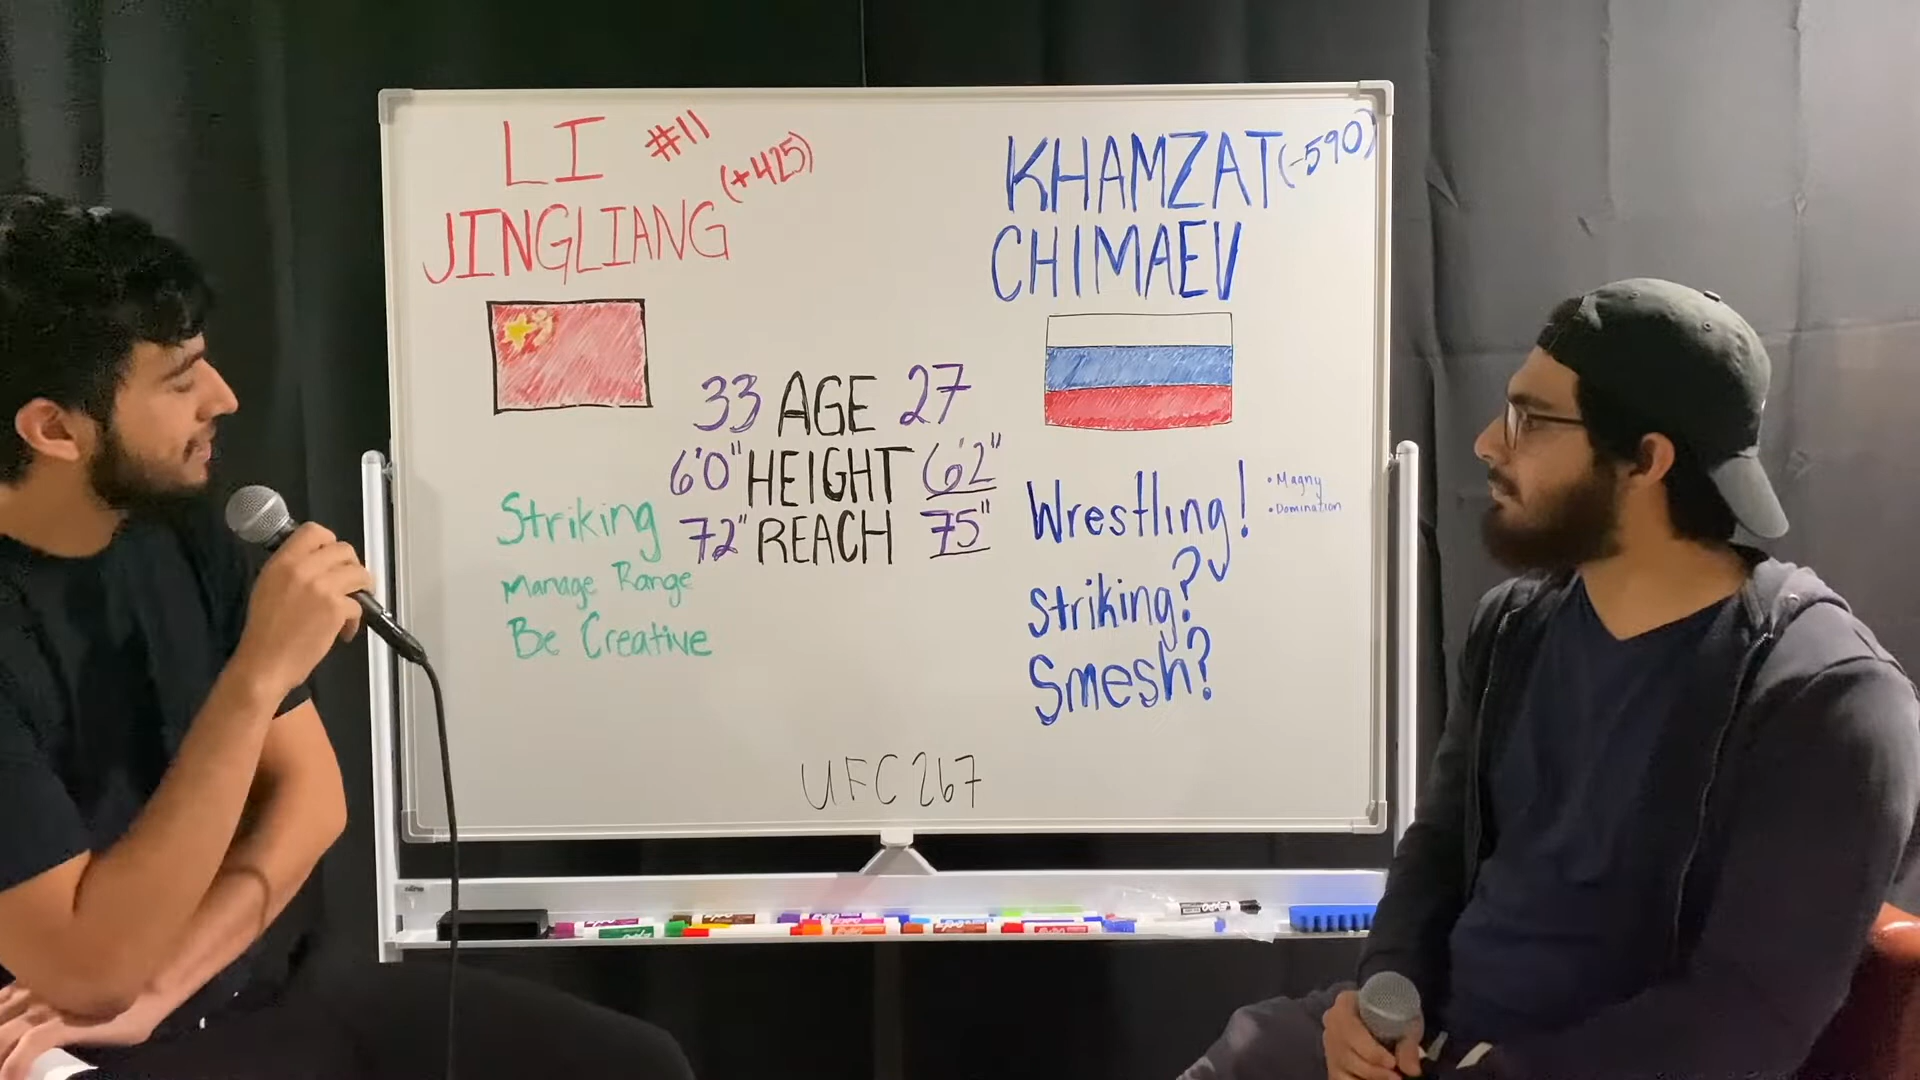 LI #11
(+425)
JINGLIANG
KHAMZAT (-590)
CHIMAEV
33 AGE 27
6'0" HEIGHT 6'2"
72" REACH 75"
Striking
Manage Range
Be Creative
Wrestling!
• Magny
• Domination
Striking?
Smesh?
UFC 267
EXPO